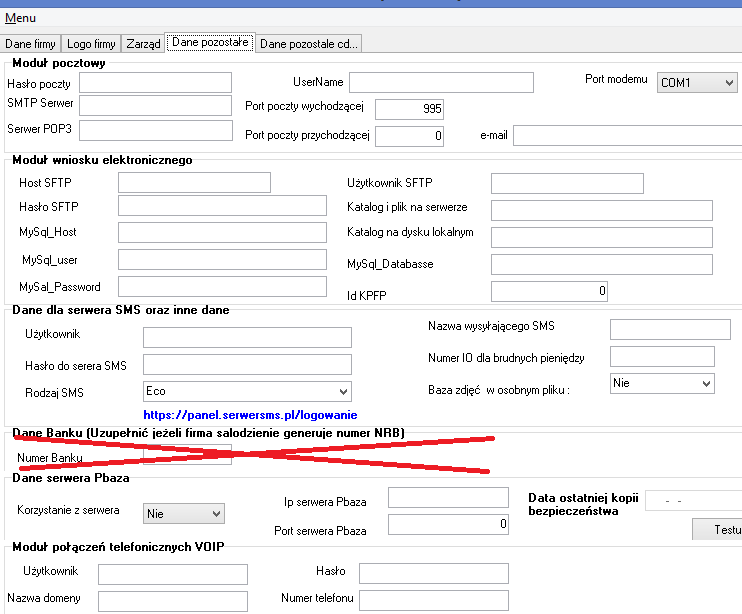 Menu
Dane firmy Logo firmy Zarząd Dane pozostałe Dane pozostałe cd...
Moduł pocztowy
Hasło poczty UserName Port modemu COM1
SMTP Serwer Port poczty wychodzącej 995
Serwer POP3 Port poczty przychodzącej 0 e-mail
Moduł wniosku elektronicznego
Host SFTP Użytkownik SFTP
Hasło SFTP Katalog i plik na serwerze
MySql_Host Katalog na dysku lokalnym
MySql_user MySql_Databasse
MySal_Password Id KPFP 0
Dane dla serwera SMS oraz inne dane
Użytkownik Nazwa wysyłającego SMS
Hasło do serera SMS Numer IO dla brudnych pieniędzy
Rodzaj SMS Eco Baza zdjęć w osobnym pliku : Nie
https://panel.serwersms.pl/logowanie
Dane Banku (Uzupełnić jeżeli firma salodzienie generuje numer NRB)
Numer Banku
Dane serwera Pbaza
Korzystanie z serwera Nie Ip serwera Pbaza Data ostatniej kopii bezpieczeństwa - -
Port serwera Pbaza 0 Testu
Moduł połączeń telefonicznych VOIP
Użytkownik Hasło
Nazwa domeny Numer telefonu